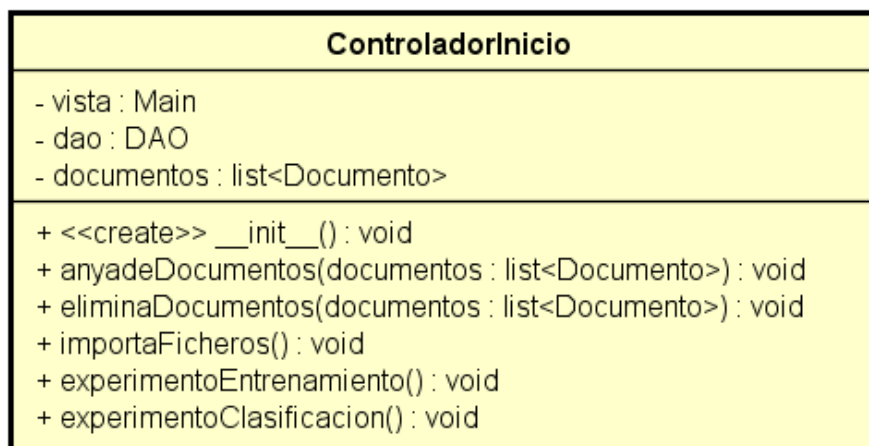 ControladorInicio
- vista : Main
- dao : DAO
- documentos : list<Documento>
+ <<create>> __init__() : void
+ anyadeDocumentos(documentos : list<Documento>) : void
+ eliminaDocumentos(documentos : list<Documento>) : void
+ importaFicheros() : void
+ experimentoEntrenamiento() : void
+ experimentoClasificacion() : void